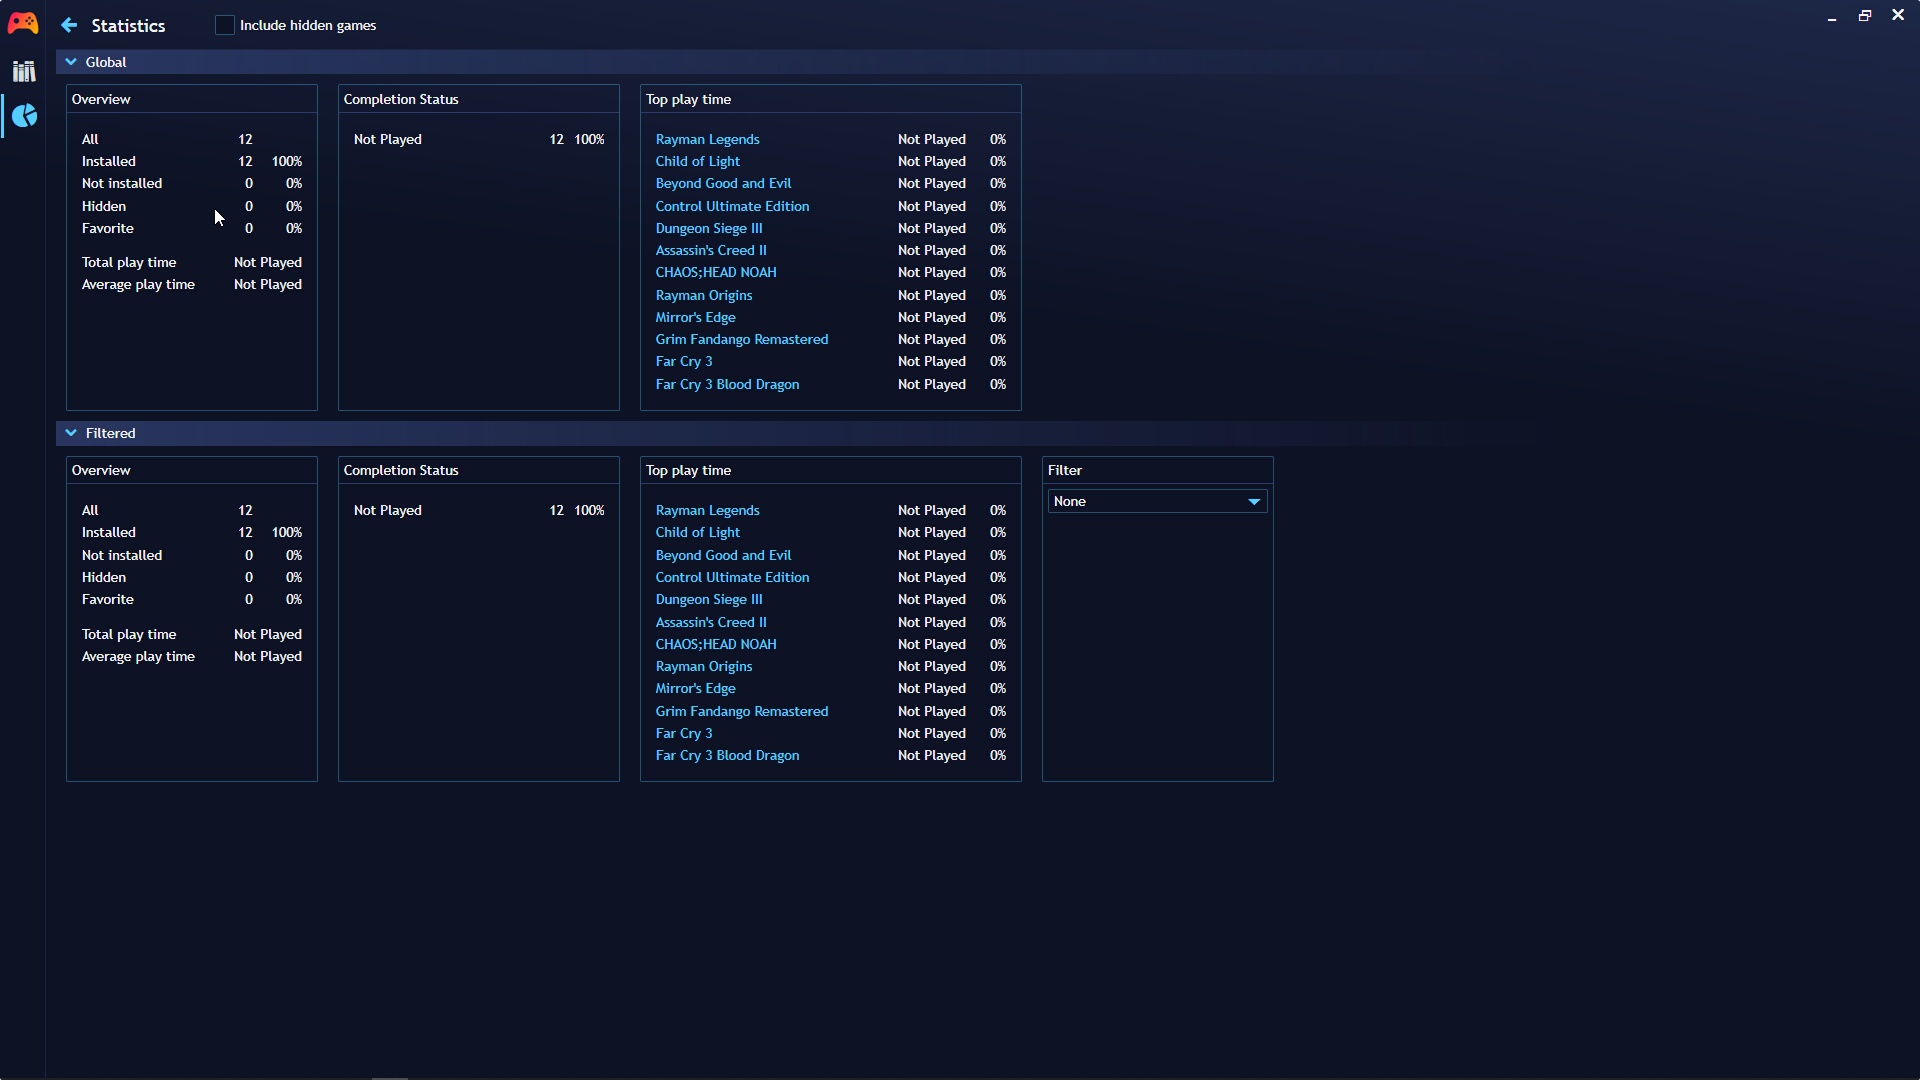 Statistics Include hidden games
Global
Overview
All 12
Installed 12 100%
Not installed 0 0%
Hidden 0 0%
Favorite 0 0%
Total play time Not Played
Average play time Not Played
Completion Status
Not Played 12 100%
Top play time
Rayman Legends Not Played 0%
Child of Light Not Played 0%
Beyond Good and Evil Not Played 0%
Control Ultimate Edition Not Played 0%
Dungeon Siege III Not Played 0%
Assassin's Creed II Not Played 0%
CHAOS;HEAD NOAH Not Played 0%
Rayman Origins Not Played 0%
Mirror's Edge Not Played 0%
Grim Fandango Remastered Not Played 0%
Far Cry 3 Not Played 0%
Far Cry 3 Blood Dragon Not Played 0%
Filtered
Overview
All 12
Installed 12 100%
Not installed 0 0%
Hidden 0 0%
Favorite 0 0%
Total play time Not Played
Average play time Not Played
Completion Status
Not Played 12 100%
Top play time
Rayman Legends Not Played 0%
Child of Light Not Played 0%
Beyond Good and Evil Not Played 0%
Control Ultimate Edition Not Played 0%
Dungeon Siege III Not Played 0%
Assassin's Creed II Not Played 0%
CHAOS;HEAD NOAH Not Played 0%
Rayman Origins Not Played 0%
Mirror's Edge Not Played 0%
Grim Fandango Remastered Not Played 0%
Far Cry 3 Not Played 0%
Far Cry 3 Blood Dragon Not Played 0%
Filter
None